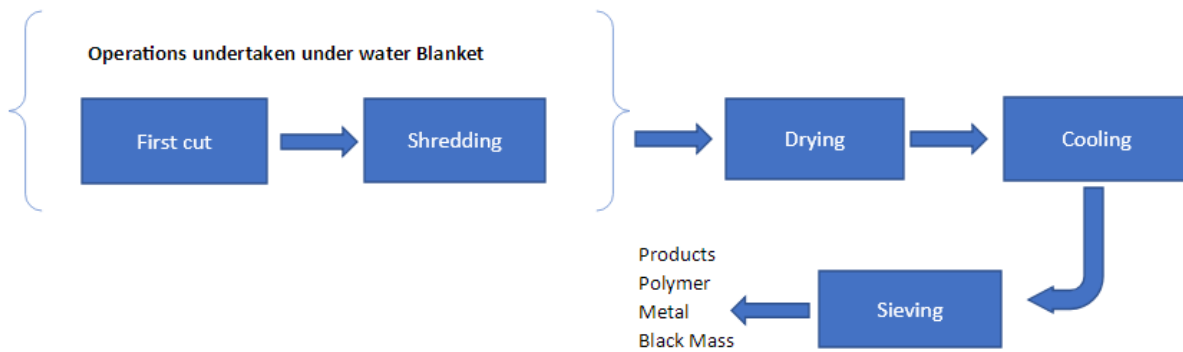 Operations undertaken under water Blanket
First cut
Shredding
Drying
Cooling
Sieving
Products
Polymer
Metal
Black Mass